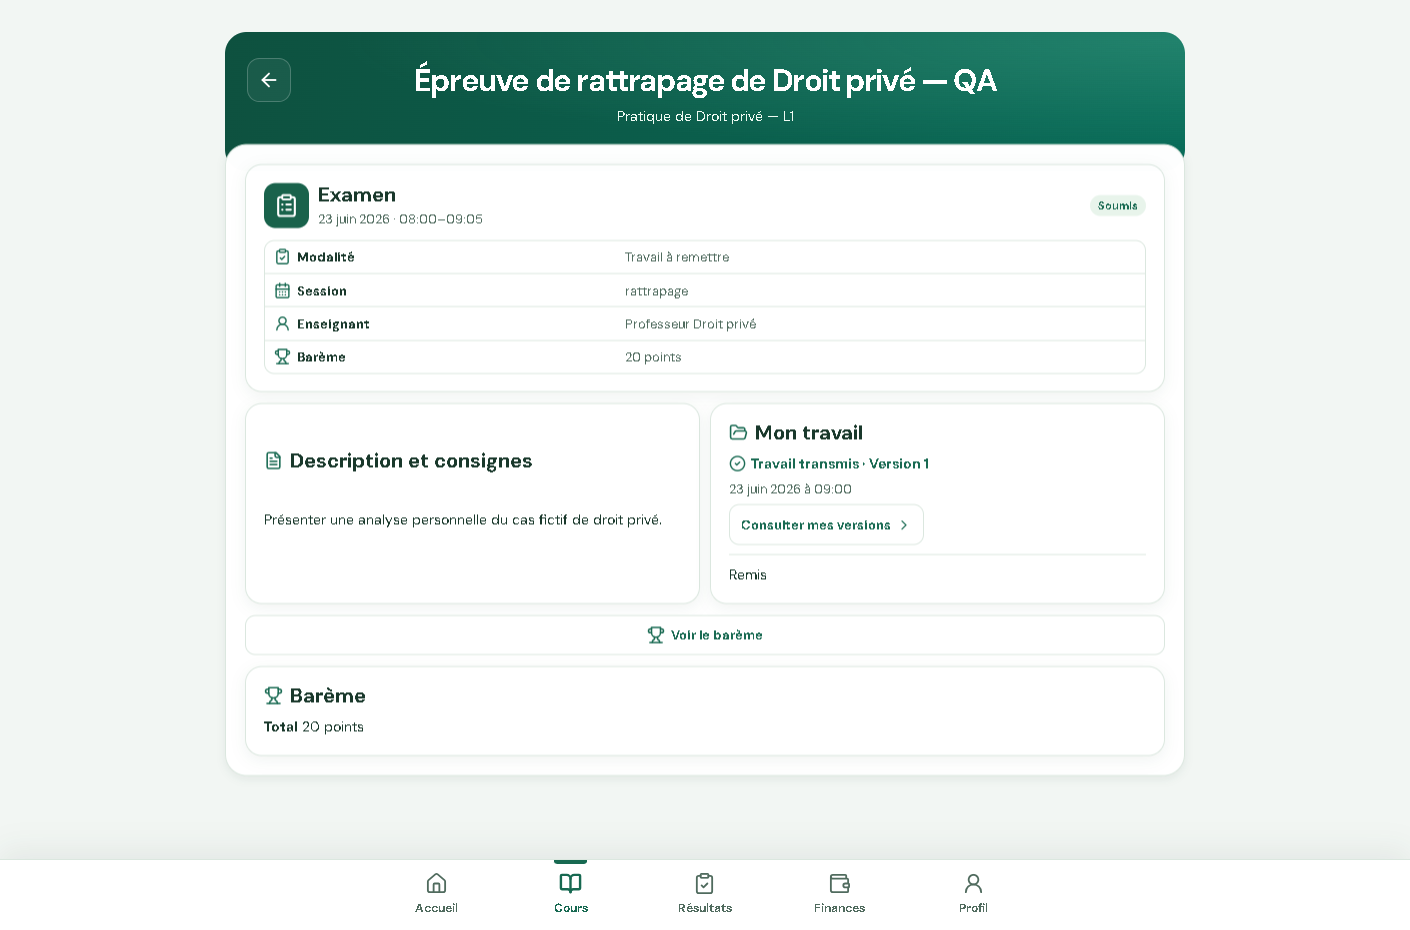 Épreuve de rattrapage de Droit privé — QA
Pratique de Droit privé — L1
Examen
23 juin 2026 · 08:00–09:05
Soumis
Modalité
Travail à remettre
Session
rattrapage
Enseignant
Professeur Droit privé
Barème
20 points
Description et consignes
Présenter une analyse personnelle du cas fictif de droit privé.
Mon travail
Travail transmis · Version 1
23 juin 2026 à 09:00
Consulter mes versions
Remis
Voir le barème
Barème
Total 20 points
Accueil
Cours
Résultats
Finances
Profil